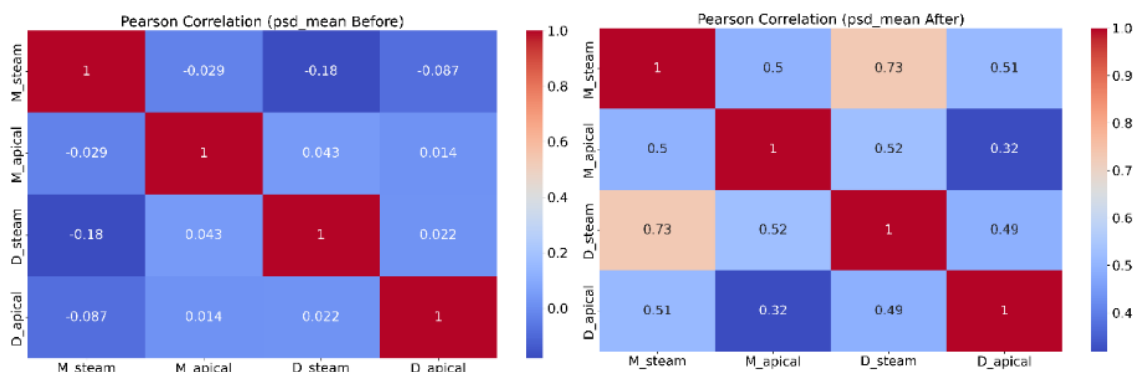 Pearson Correlation (psd_mean Before)
M_steam
M_apical
D_steam
D_apical
1 -0.029 -0.18 -0.087
-0.029 1 0.043 0.014
-0.18 0.043 1 0.022
-0.087 0.014 0.022 1
M_steam M_apical D_steam D_apical
1.0
0.8
0.6
0.4
0.2
0.0
Pearson Correlation (psd_mean After)
M_steam
M_apical
D_steam
D_apical
1 0.5 0.73 0.51
0.5 1 0.52 0.32
0.73 0.52 1 0.49
0.51 0.32 0.49 1
M_steam M_apical D_steam D_apical
1.0
0.9
0.8
0.7
0.6
0.5
0.4